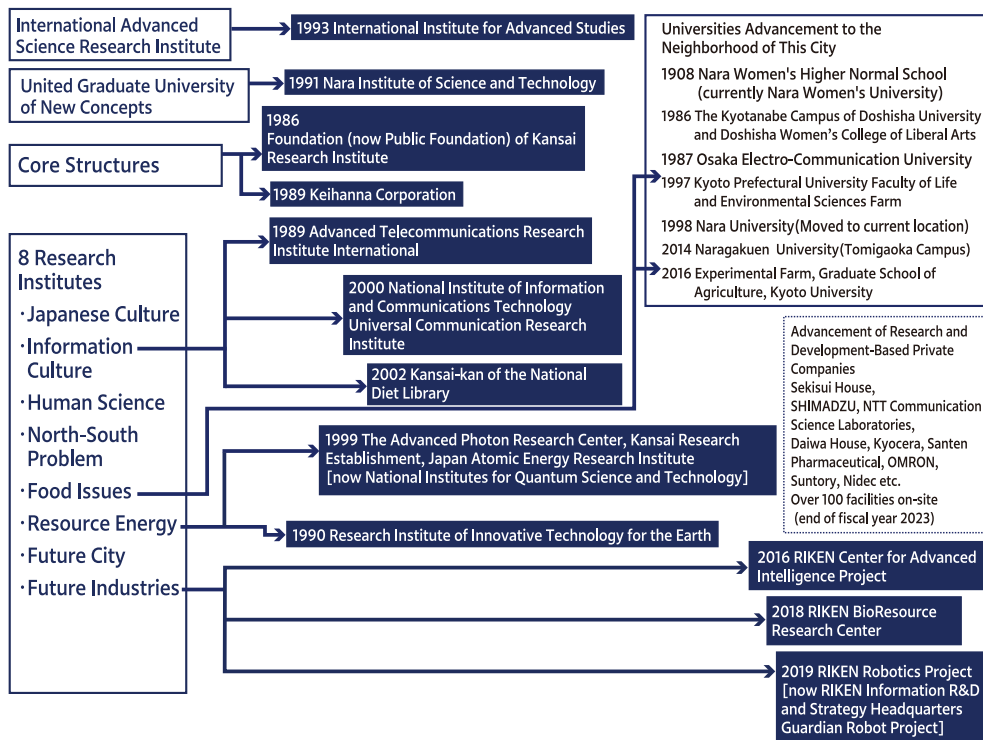 International Advanced
Science Research Institute
1993 International Institute for Advanced Studies
United Graduate University
of New Concepts
1991 Nara Institute of Science and Technology
Core Structures
1986
Foundation (now Public Foundation) of Kansai
Research Institute
1989 Keihanna Corporation
8 Research
Institutes
·Japanese Culture
·Information
Culture
·Human Science
·North-South
Problem
·Food Issues
·Resource Energy
·Future City
·Future Industries
1989 Advanced Telecommunications Research
Institute International
2000 National Institute of Information
and Communications Technology
Universal Communication Research
Institute
2002 Kansai-kan of the National
Diet Library
1999 The Advanced Photon Research Center, Kansai Research
Establishment, Japan Atomic Energy Research Institute
[now National Institutes for Quantum Science and Technology]
1990 Research Institute of Innovative Technology for the Earth
2016 RIKEN Center for Advanced
Intelligence Project
2018 RIKEN BioResource
Research Center
2019 RIKEN Robotics Project
[now RIKEN Information R&D
and Strategy Headquarters
Guardian Robot Project]
Universities Advancement to the
Neighborhood of This City
1908 Nara Women's Higher Normal School
(currently Nara Women's University)
1986 The Kyotanabe Campus of Doshisha University
and Doshisha Women's College of Liberal Arts
1987 Osaka Electro-Communication University
1997 Kyoto Prefectural University Faculty of Life
and Environmental Sciences Farm
1998 Nara University(Moved to current location)
2014 Naragakuen University(Tomigaoka Campus)
2016 Experimental Farm, Graduate School of
Agriculture, Kyoto University
Advancement of Research and
Development-Based Private
Companies
Sekisui House,
SHIMADZU, NTT Communication
Science Laboratories,
Daiwa House, Kyocera, Santen
Pharmaceutical, OMRON,
Suntory, Nidec etc.
Over 100 facilities on-site
(end of fiscal year 2023)